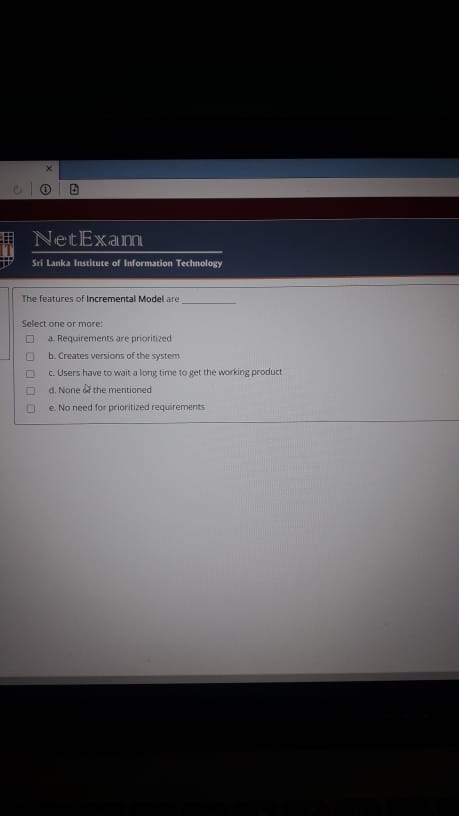 NetExam
Sri Lanka Institute of Information Technology
The features of Incremental Model are ___________
Select one or more:
a. Requirements are prioritized
b. Creates versions of the system
c. Users have to wait a long time to get the working product
d. None of the mentioned
e. No need for prioritized requirements